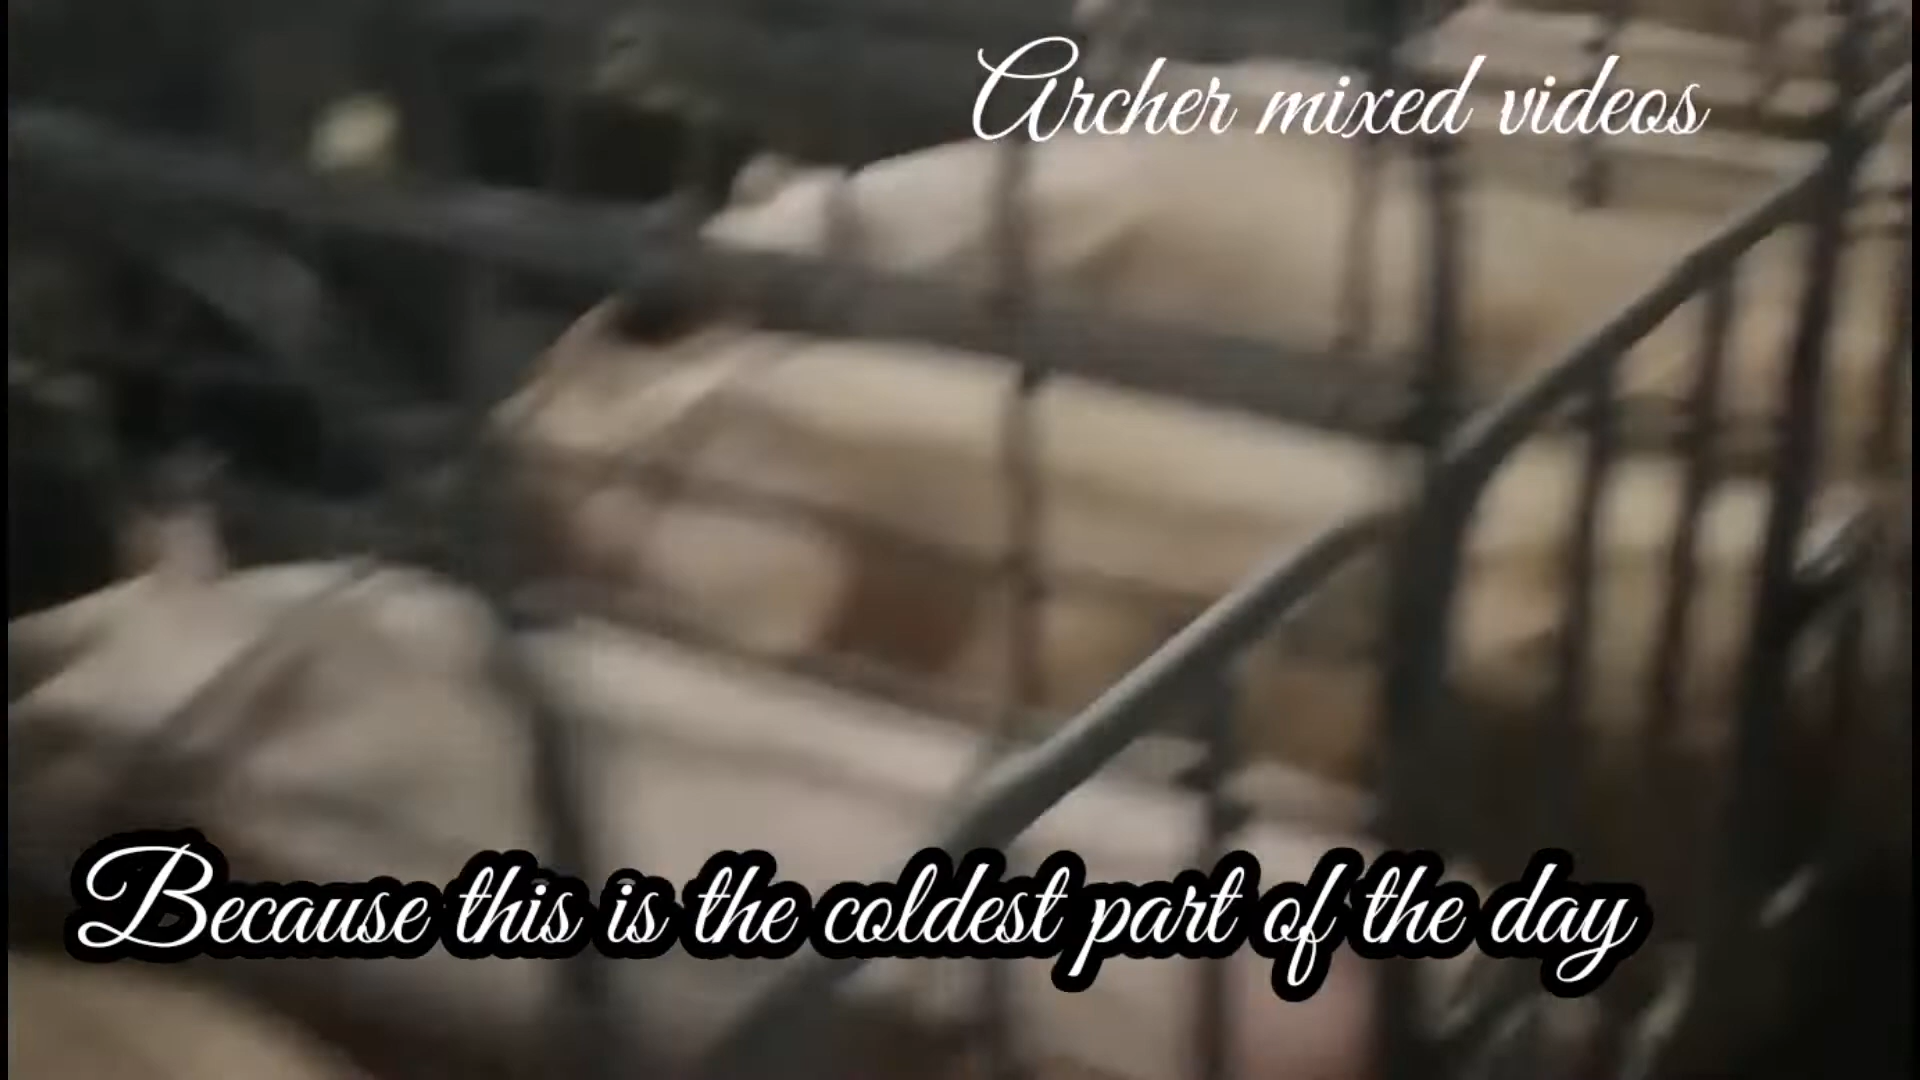 Archer mixed videos
Because this is the coldest part of the day